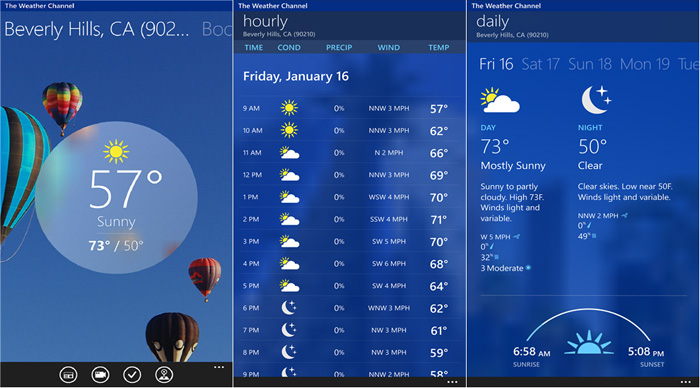 The Weather Channel
Beverly Hills, CA (902... Boo
57°
Sunny
73° / 50°
The Weather Channel
hourly
Beverly Hills, CA (90210)
TIME COND PRECIP WIND TEMP
Friday, January 16
9 AM 0% NNW 3 MPH 57°
10 AM 0% NNW 3 MPH 62°
11 AM 0% N 2 MPH 66°
12 PM 0% NNW 3 MPH 69°
1 PM 0% WSW 4 MPH 70°
2 PM 0% SSW 4 MPH 71°
3 PM 0% SW 5 MPH 70°
4 PM 0% SW 6 MPH 68°
5 PM 0% SW 4 MPH 64°
6 PM 0% WNW 3 MPH 62°
7 PM 0% NW 3 MPH 61°
8 PM 0% NW 3 MPH 59°
9 PM 0% NNW 2 MPH 58°
The Weather Channel
daily
Beverly Hills, CA (90210)
Fri 16 Sat 17 Sun 18 Mon 19 Tue
DAY
73°
Mostly Sunny
Sunny to partly
cloudy. High 73F.
Winds light and
variable.
W 5 MPH
0%
32%
3 Moderate
NIGHT
50°
Clear
Clear skies. Low near 50F.
Winds light and variable.
NNW 2 MPH
0%
49%
6:58 AM
SUNRISE
5:08 PM
SUNSET